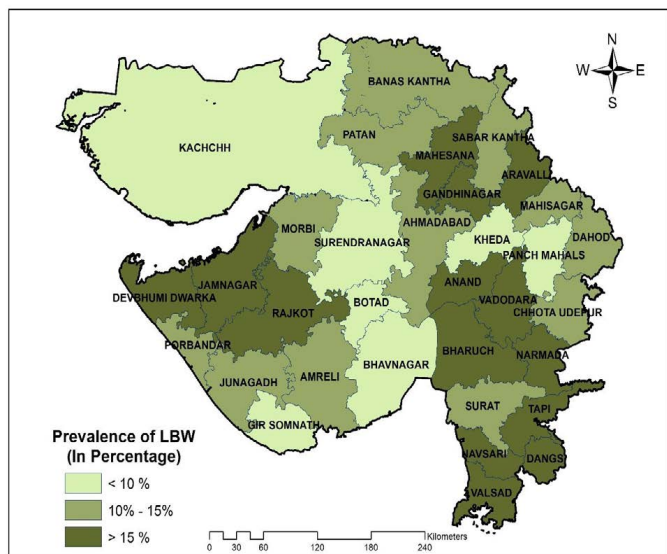 N
W E
S
BANAS KANTHA
PATAN
SABAR KANTHA
KACHCHH
MAHESANA
ARAVALLI
GANDHINAGAR
MAHISAGAR
MORBI
AHMADABAD
SURENDRANAGAR
KHEDA
DAHOD
PANCH MAHALS
JAMNAGAR
ANAND
DEVBHUMI DWARKA
RAJKOT
BOTAD
VADODARA
CHHOTA UDEPUR
PORBANDAR
BHAVNAGAR
BHARUCH
NARMADA
JUNAGADH
AMRELI
SURAT
TAPI
GIR SOMNATH
NAVSARI
DANGS
VALSAD
Prevalence of LBW
(In Percentage)
< 10 %
10% - 15%
> 15 %
Kilometers
0 15 30 60 120 180 240